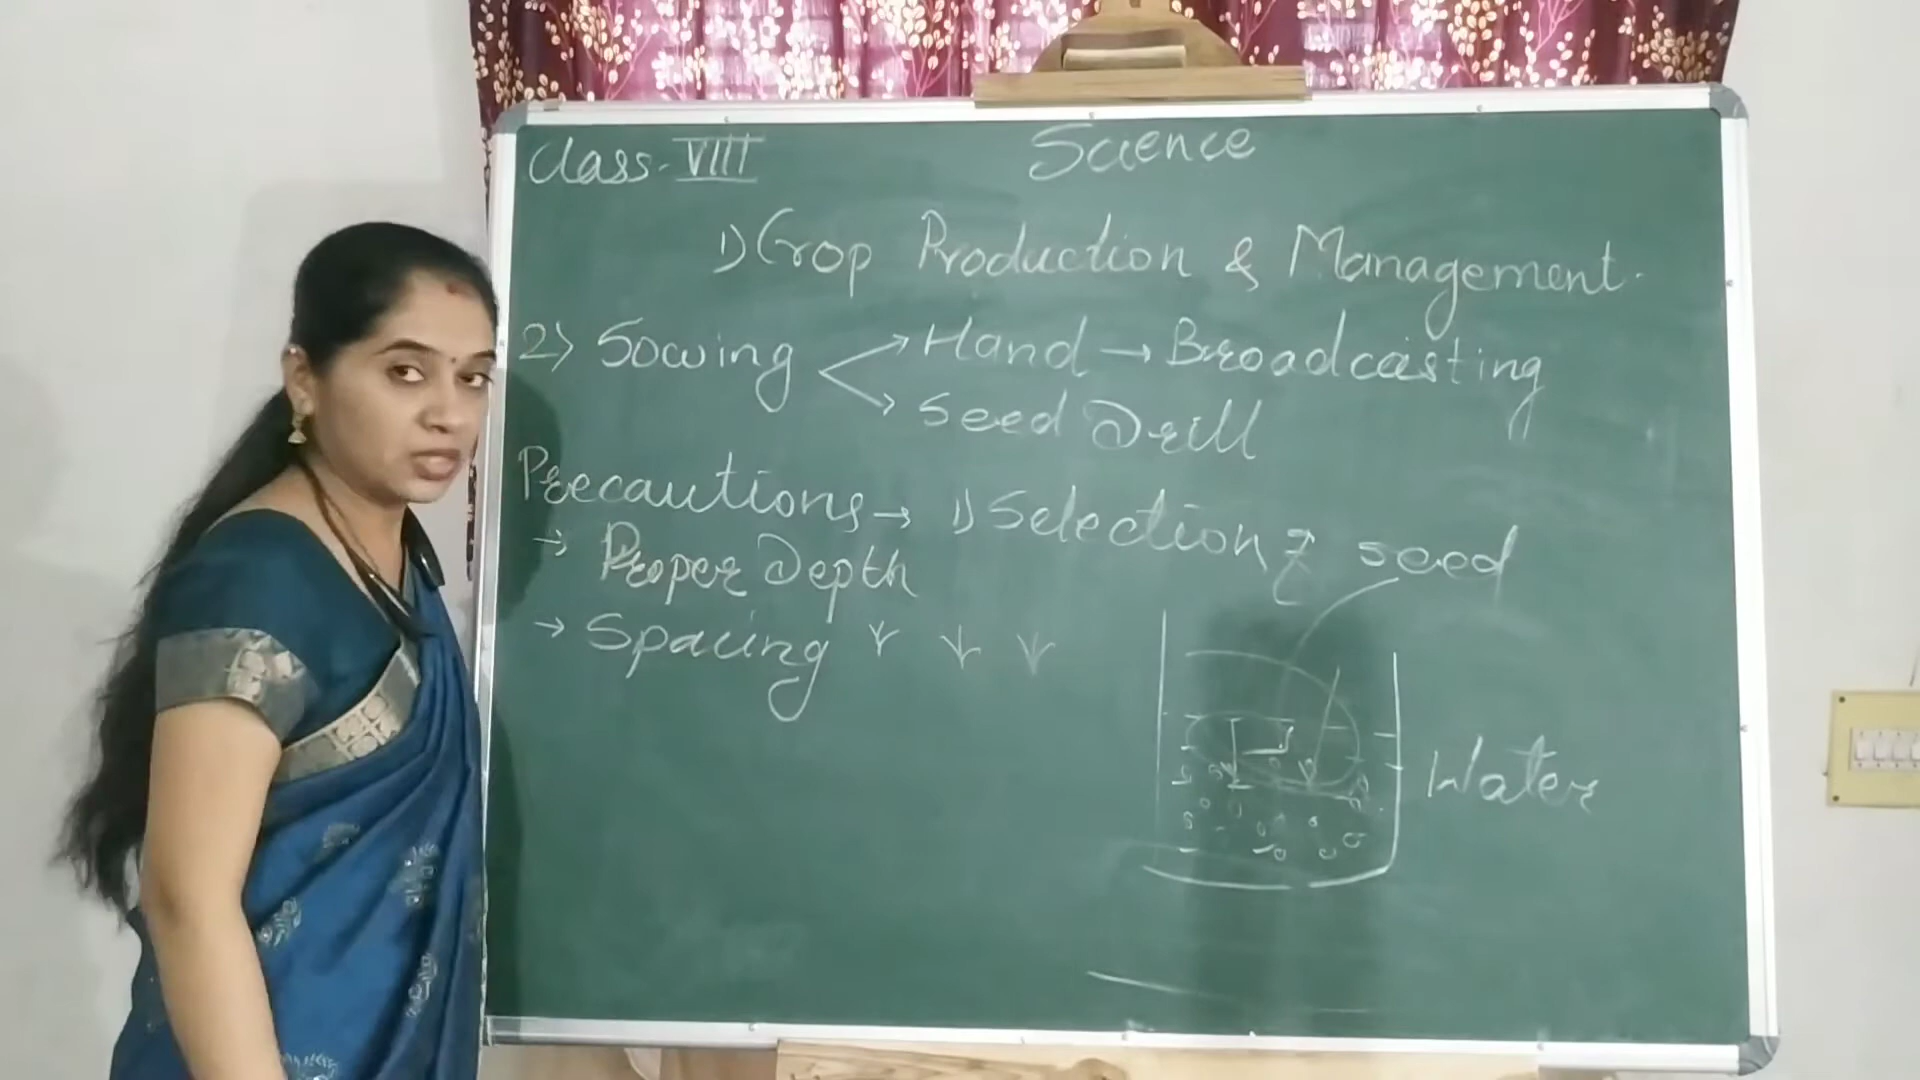 Class - VIII
Science
1) Crop Production & Management.
2) Sowing → Hand → Broadcasting
→ Seed Drill
Precautions → 1) Selection of seed
→ Proper Depth
→ Spacing
Water